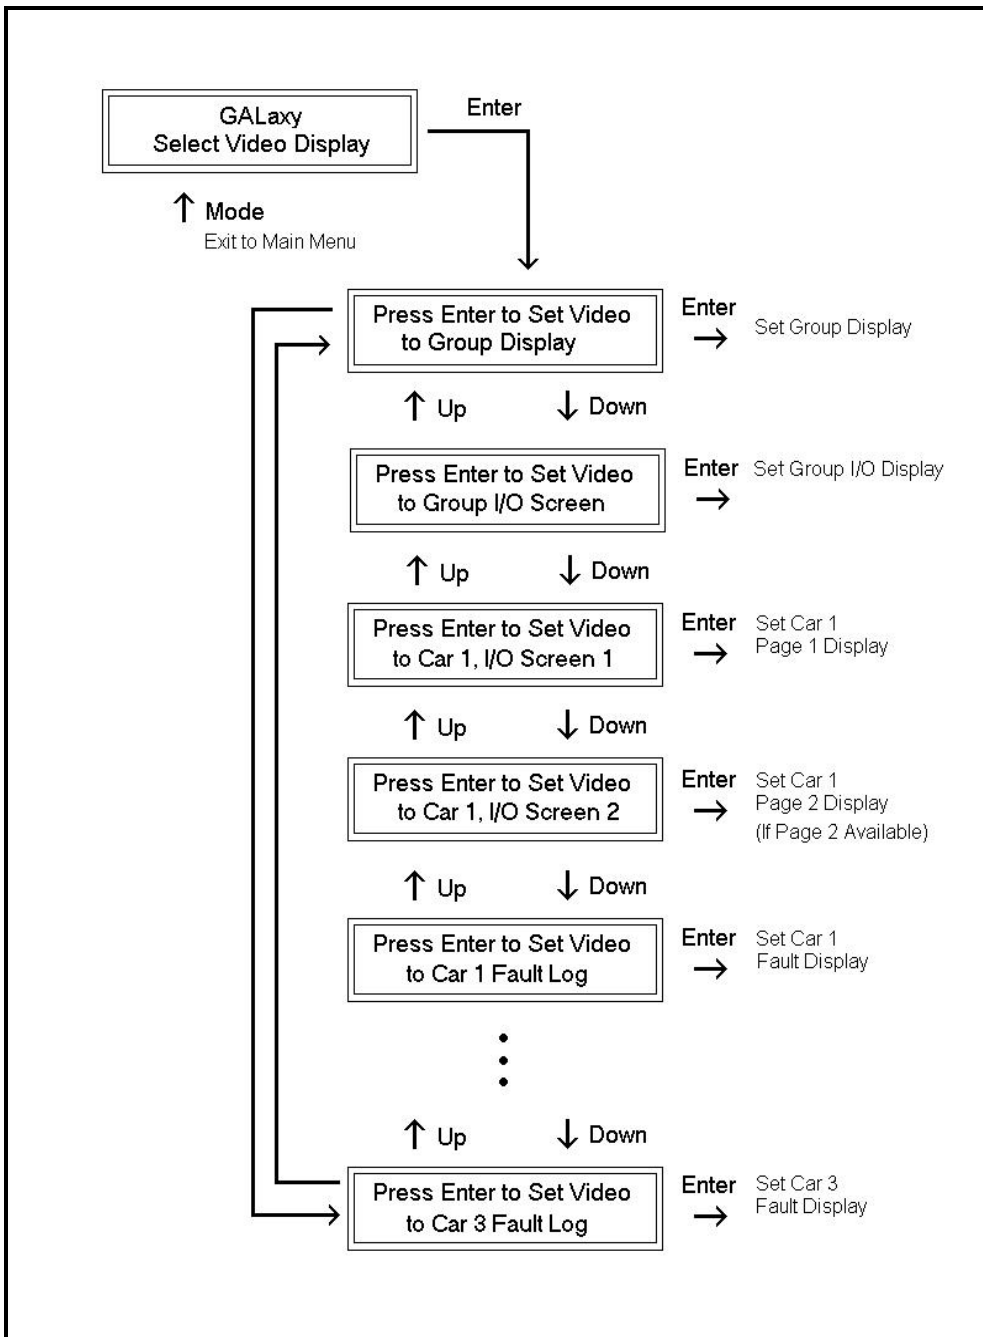 GALaxy
Select Video Display
Enter
Mode
Exit to Main Menu
Press Enter to Set Video
to Group Display
Enter
Set Group Display
Up
Down
Press Enter to Set Video
to Group I/O Screen
Enter
Set Group I/O Display
Up
Down
Press Enter to Set Video
to Car 1, I/O Screen 1
Enter
Set Car 1
Page 1 Display
Up
Down
Press Enter to Set Video
to Car 1, I/O Screen 2
Enter
Set Car 1
Page 2 Display
(If Page 2 Available)
Up
Down
Press Enter to Set Video
to Car 1 Fault Log
Enter
Set Car 1
Fault Display
Up
Down
Press Enter to Set Video
to Car 3 Fault Log
Enter
Set Car 3
Fault Display